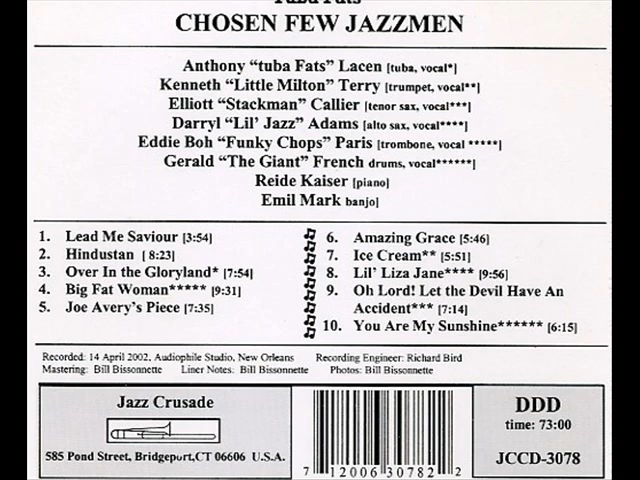 Tuba Fats
CHOSEN FEW JAZZMEN
Anthony “tuba Fats” Lacen [tuba, vocal*]
Kenneth “Little Milton” Terry [trumpet, vocal**]
Elliott “Stackman” Callier [tenor sax, vocal***]
Darryl “Lil’ Jazz” Adams [alto sax, vocal****]
Eddie Boh “Funky Chops” Paris [trombone, vocal *****]
Gerald “The Giant” French drums, vocal******]
Reide Kaiser [piano]
Emil Mark banjo]
1. Lead Me Saviour [3:54]
2. Hindustan [ 8:23]
3. Over In the Gloryland* [7:54]
4. Big Fat Woman***** [9:31]
5. Joe Avery’s Piece [7:35]
6. Amazing Grace [5:46]
7. Ice Cream** [5:51]
8. Lil’ Liza Jane**** [9:56]
9. Oh Lord! Let the Devil Have An
Accident*** [7:14]
10. You Are My Sunshine****** [6:15]
Recorded: 14 April 2002, Audiophile Studio, New Orleans Recording Engineer: Richard Bird
Mastering: Bill Bissonnette Liner Notes: Bill Bissonnette Photos: Bill Bissonnette
Jazz Crusade
585 Pond Street, Bridgeport,CT 06606 U.S.A.
7 12006 30782 2
DDD
time: 73:00
JCCD-3078